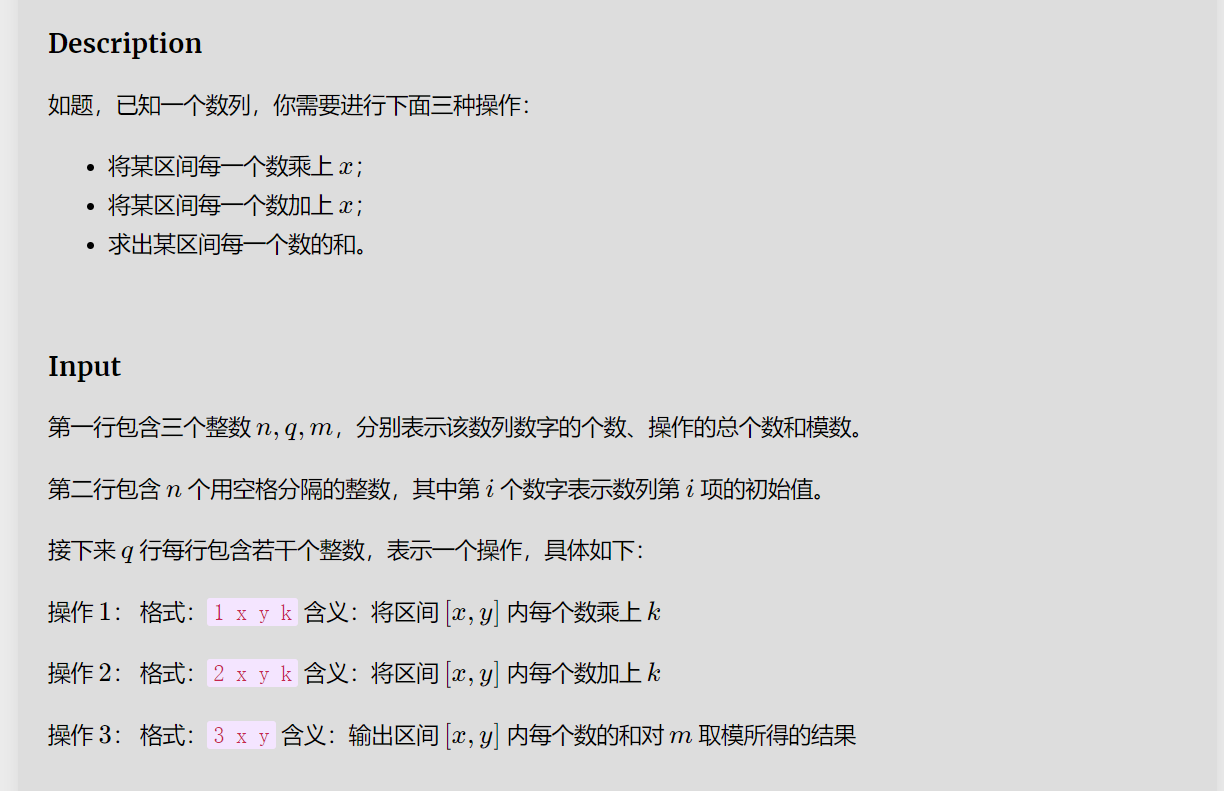 Description
如题，已知一个数列，你需要进行下面三种操作：
• 将某区间每一个数乘上 x；
• 将某区间每一个数加上 x；
• 求出某区间每一个数的和。
Input
第一行包含三个整数 n, q, m，分别表示该数列数字的个数、操作的总个数和模数。
第二行包含 n 个用空格分隔的整数，其中第 i 个数字表示数列第 i 项的初始值。
接下来 q 行每行包含若干个整数，表示一个操作，具体如下：
操作 1： 格式：1 x y k 含义：将区间 [x, y] 内每个数乘上 k
操作 2： 格式：2 x y k 含义：将区间 [x, y] 内每个数加上 k
操作 3： 格式：3 x y 含义：输出区间 [x, y] 内每个数的和对 m 取模所得的结果